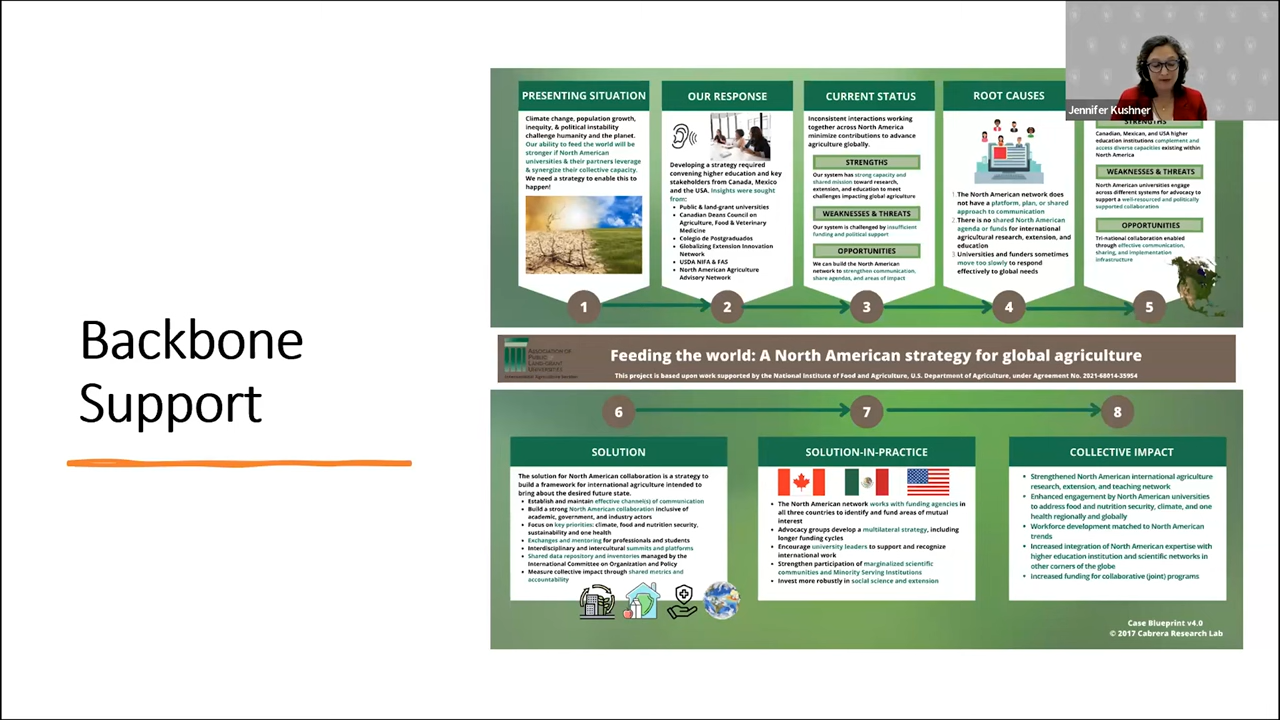 Backbone
Support
Jennifer Kushner
PRESENTING SITUATION
Climate change, population growth,
inequity, & political instability
challenge humanity and the planet.
Our ability to feed the world will be
stronger if North American
universities & their partners leverage
& synergize their collective capacity.
We need a strategy to enable this to
happen!
1
OUR RESPONSE
Developing a strategy required
convening higher education and key
stakeholders from Canada, Mexico
and the USA. Insights were sought
from:
• Public & land-grant universities
• Canadian Deans Council on
Agriculture, Food & Veterinary
Medicine
• Colegio de Postgraduados
• Globalizing Extension Innovation
Network
• USDA NIFA & FAS
• North American Agriculture
Advisory Network
2
CURRENT STATUS
Inconsistent interactions working
together across North America
minimize contributions to advance
agriculture globally.
STRENGTHS
Our system has strong capacity and
shared mission toward research,
extension, and education to meet
challenges impacting global agriculture
WEAKNESSES & THREATS
Our system is challenged by insufficient
funding and political support
OPPORTUNITIES
We can build the North American
network to strengthen communication,
share agendas, and areas of impact
3
ROOT CAUSES
1. The North American network does
not have a platform, plan, or shared
approach to communication
2. There is no shared North American
agenda or funds for international
agricultural research, extension, and
education
3. Universities and funders sometimes
move too slowly to respond
effectively to global needs
4
STRENGTHS
Canadian, Mexican, and USA higher
education institutions complement and
access diverse capacities existing within
North America
WEAKNESSES & THREATS
North American universities engage
across different systems for advocacy to
support a well-resourced and politically
supported collaboration
OPPORTUNITIES
Tri-national collaboration enabled
through effective communication,
sharing, and implementation
infrastructure
5
ASSOCIATION OF
PUBLIC &
LAND-GRANT
UNIVERSITIES
Feeding the world: A North American strategy for global agriculture
This project is based upon work supported by the National Institute of Food and Agriculture, U.S. Department of Agriculture, under Agreement No. 2021-68014-35954
6
7
8
SOLUTION
The solution for North American collaboration is a strategy to
build a framework for international agriculture intended to
bring about the desired future state.
• Establish and maintain effective channel(s) of communication
• Build a strong North American collaboration inclusive of
academic, government, and industry actors
• Focus on key priorities: climate, food and nutrition security,
sustainability and one health
• Exchanges and mentoring for professionals and students
• Interdisciplinary and intercultural summits and platforms
• Shared data repository and inventories managed by the
International Committee on Organization and Policy
• Measure collective impact through shared metrics and
accountability
SOLUTION-IN-PRACTICE
• The North American network works with funding agencies in
all three countries to identify and fund areas of mutual
interest
• Advocacy groups develop a multilateral strategy, including
longer funding cycles
• Encourage university leaders to support and recognize
international work
• Strengthen participation of marginalized scientific
communities and Minority Serving Institutions
• Invest more robustly in social science and extension
COLLECTIVE IMPACT
• Strengthened North American international agriculture
research, extension, and teaching network
• Enhanced engagement by North American universities
to address food and nutrition security, climate, and one
health regionally and globally
• Workforce development matched to North American
trends
• Increased integration of North American expertise with
higher education institution and scientific networks in
other corners of the globe
• Increased funding for collaborative (joint) programs
Case Blueprint v4.0
© 2017 Cabrera Research Lab